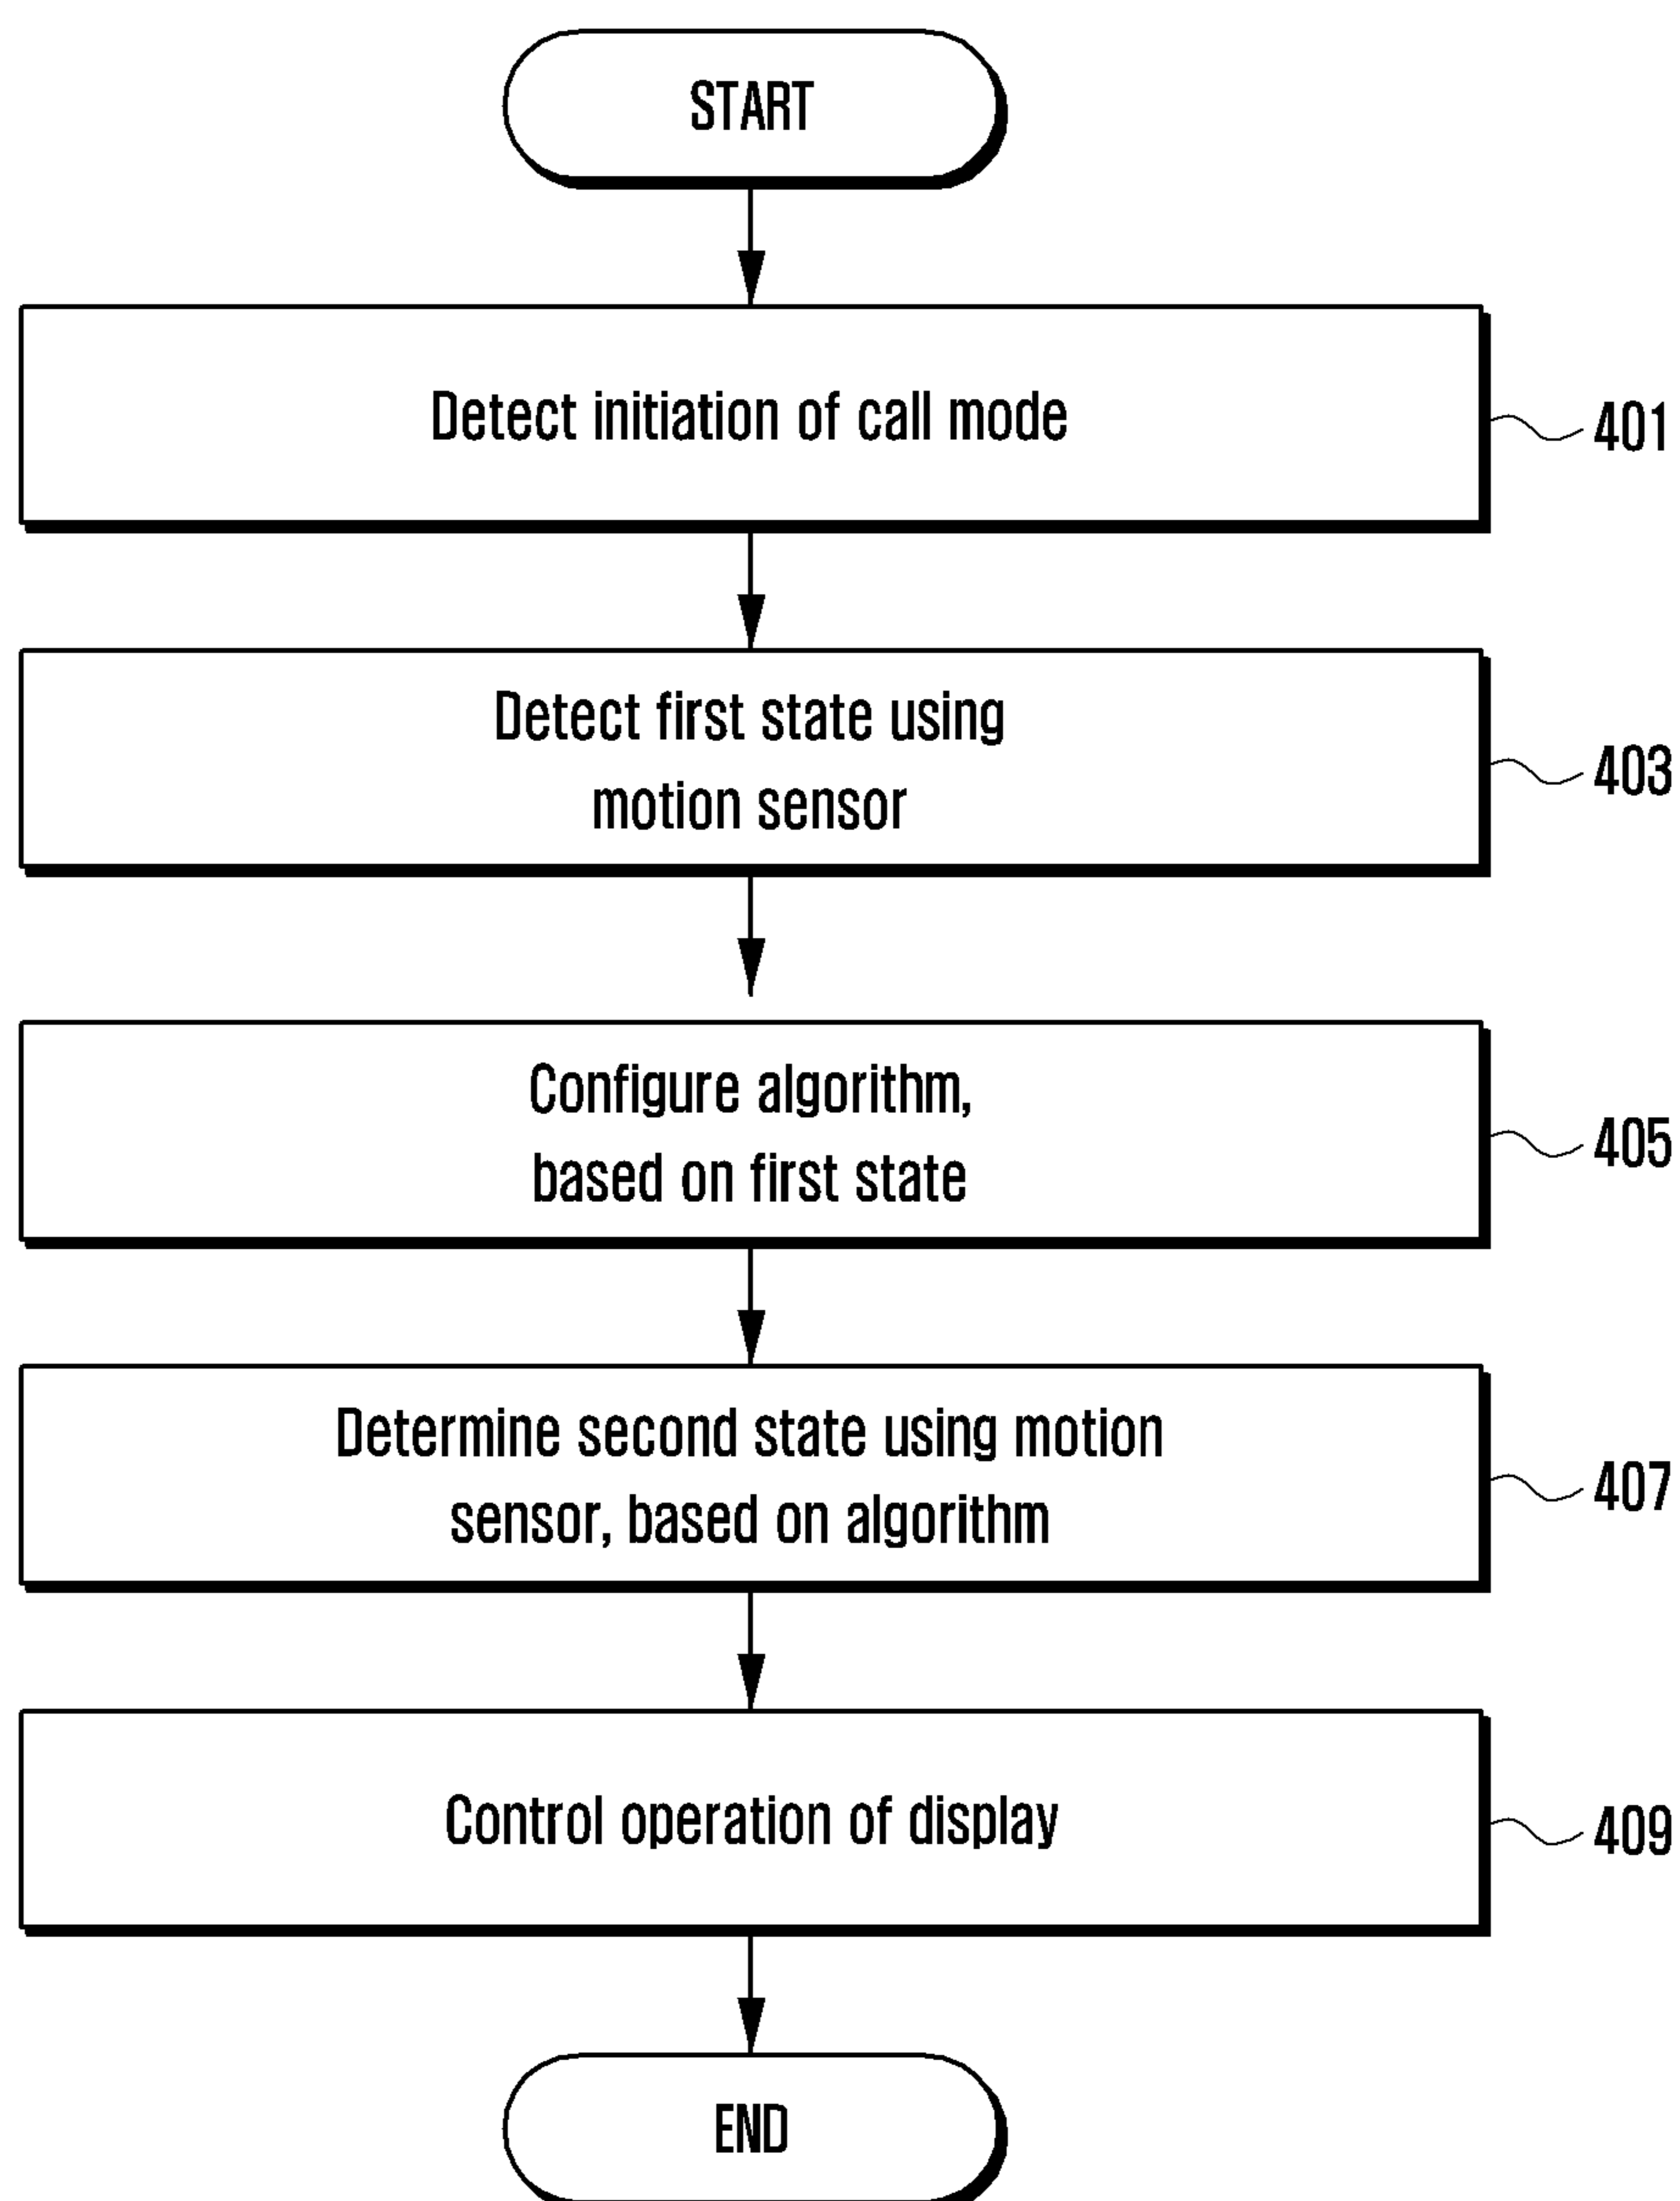 START
Detect initiation of call mode
401
Detect first state using
motion sensor
403
Configure algorithm,
based on first state
405
Determine second state using motion
sensor, based on algorithm
407
Control operation of display
409
END